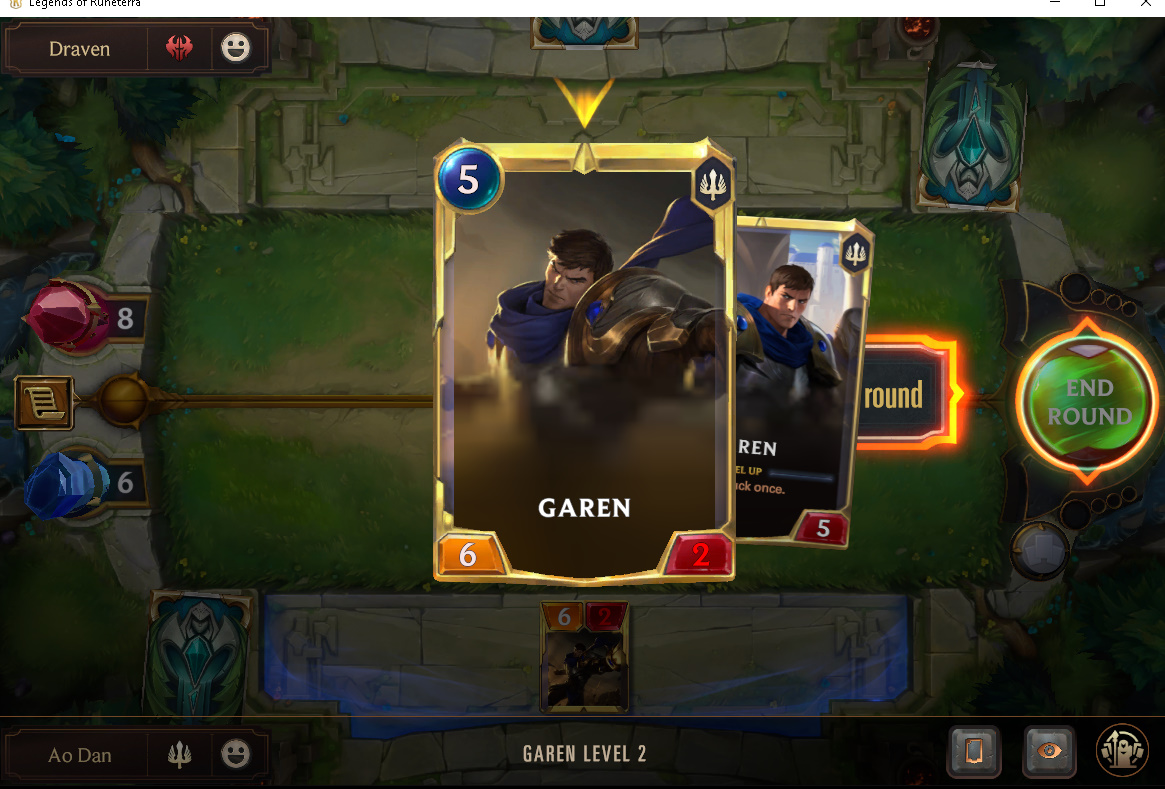 Legends of Runeterra
Draven
5
8
6
REN
EL UP
ck once.
5
GAREN
6
2
round
END
ROUND
6 2
Ao Dan
GAREN LEVEL 2